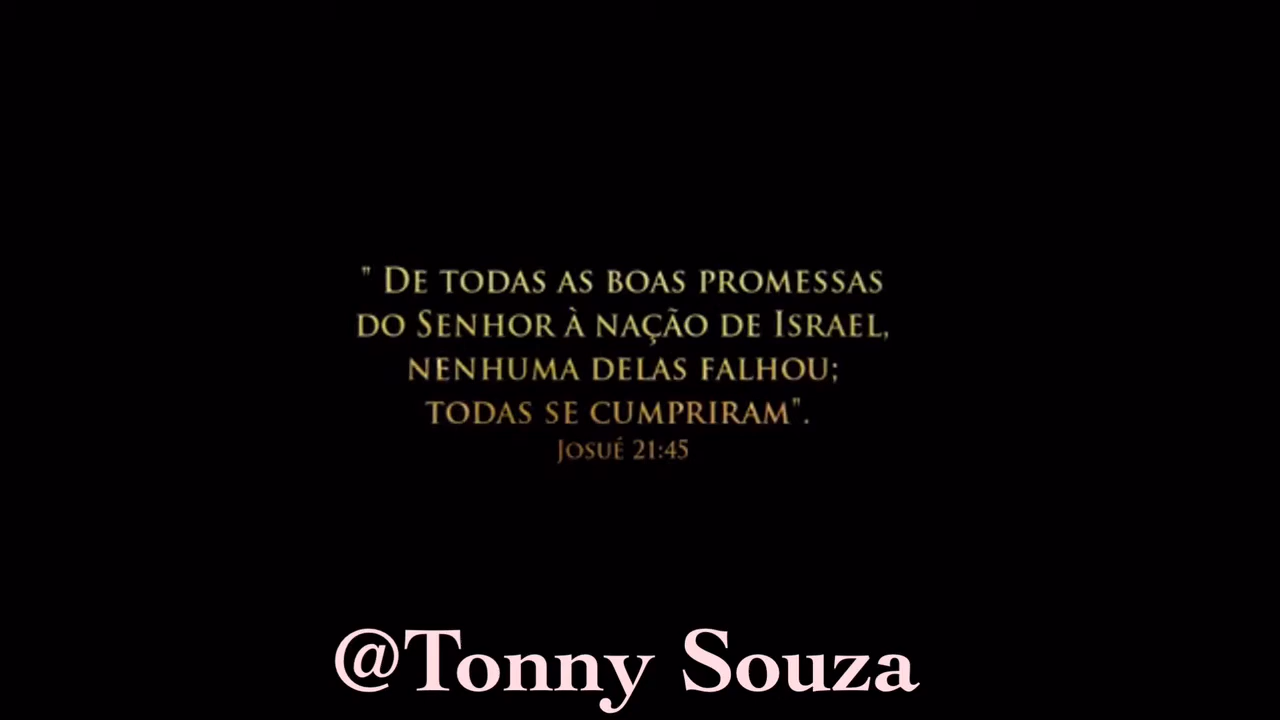 " De todas as boas promessas
do Senhor à nação de Israel,
nenhuma delas falhou;
todas se cumpriram".
Josué 21:45
@Tonny Souza